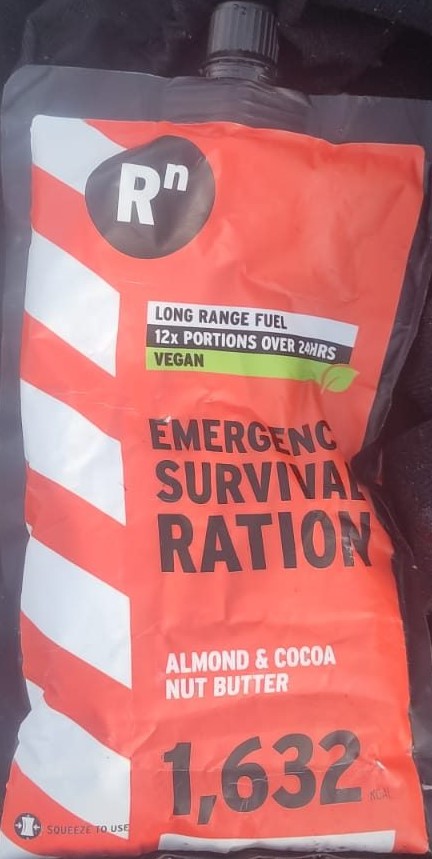 Rn
LONG RANGE FUEL
12x PORTIONS OVER 24HRS
VEGAN
EMERGENC
SURVIVAL
RATION
ALMOND & COCOA
NUT BUTTER
1,632 KCAL
SQUEEZE TO USE